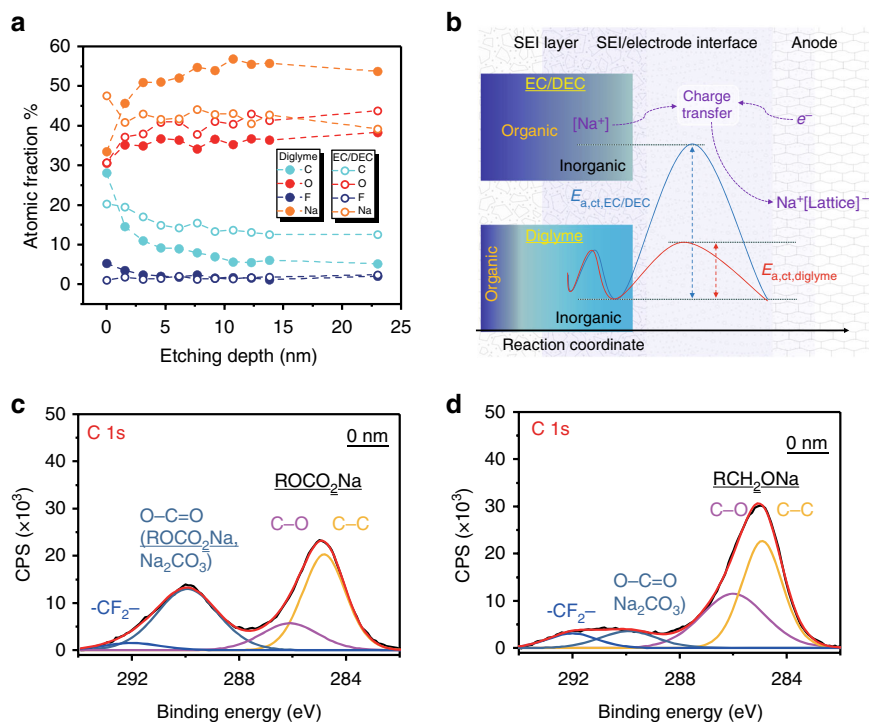 a
60
50
40
30
20
10
0
Atomic fraction %
0
5
10
15
20
25
Etching depth (nm)
Diglyme
EC/DEC
C
C
O
O
F
F
Na
Na
b
SEI layer
SEI/electrode interface
Anode
EC/DEC
Organic
Inorganic
[Na⁺]
Charge
transfer
e⁻
Na⁺[Lattice]⁻
Eₐ,ct,EC/DEC
Eₐ,ct,diglyme
Diglyme
Organic
Inorganic
Reaction coordinate
c
50
40
30
20
10
0
CPS (×10³)
C 1s
0 nm
ROCO₂Na
O–C=O
(ROCO₂Na,
Na₂CO₃)
C–O
C–C
-CF₂–
292
288
284
Binding energy (eV)
d
50
40
30
20
10
0
CPS (×10³)
C 1s
0 nm
RCH₂ONa
C–O
C–C
O–C=O
Na₂CO₃)
-CF₂–
292
288
284
Binding energy (eV)